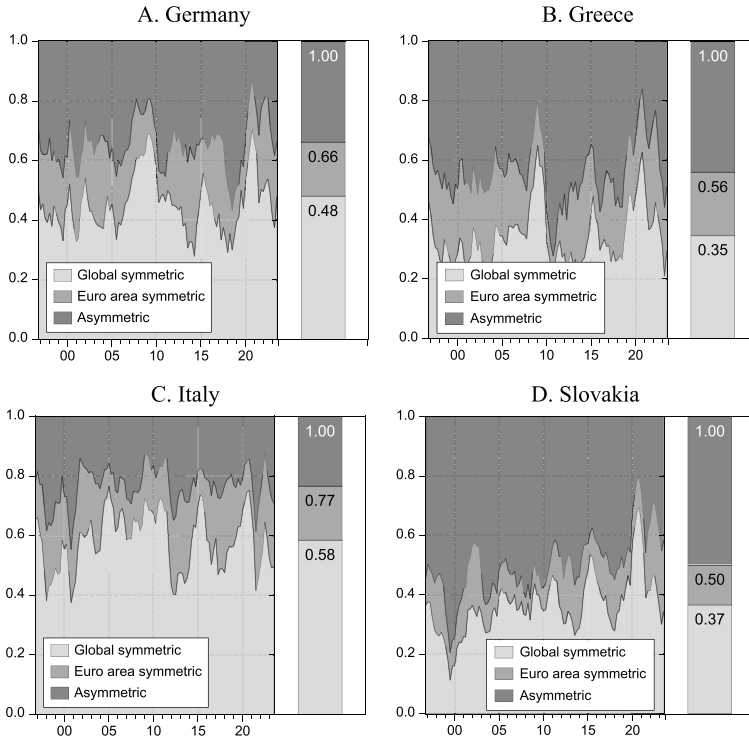 A. Germany
1.0
0.8
0.6
0.4
0.2
0.0
Global symmetric
Euro area symmetric
Asymmetric
00 05 10 15 20
1.00
0.66
0.48
B. Greece
1.0
0.8
0.6
0.4
0.2
0.0
Global symmetric
Euro area symmetric
Asymmetric
00 05 10 15 20
1.00
0.56
0.35
C. Italy
1.0
0.8
0.6
0.4
0.2
0.0
Global symmetric
Euro area symmetric
Asymmetric
00 05 10 15 20
1.00
0.77
0.58
D. Slovakia
1.0
0.8
0.6
0.4
0.2
0.0
Global symmetric
Euro area symmetric
Asymmetric
00 05 10 15 20
1.00
0.50
0.37